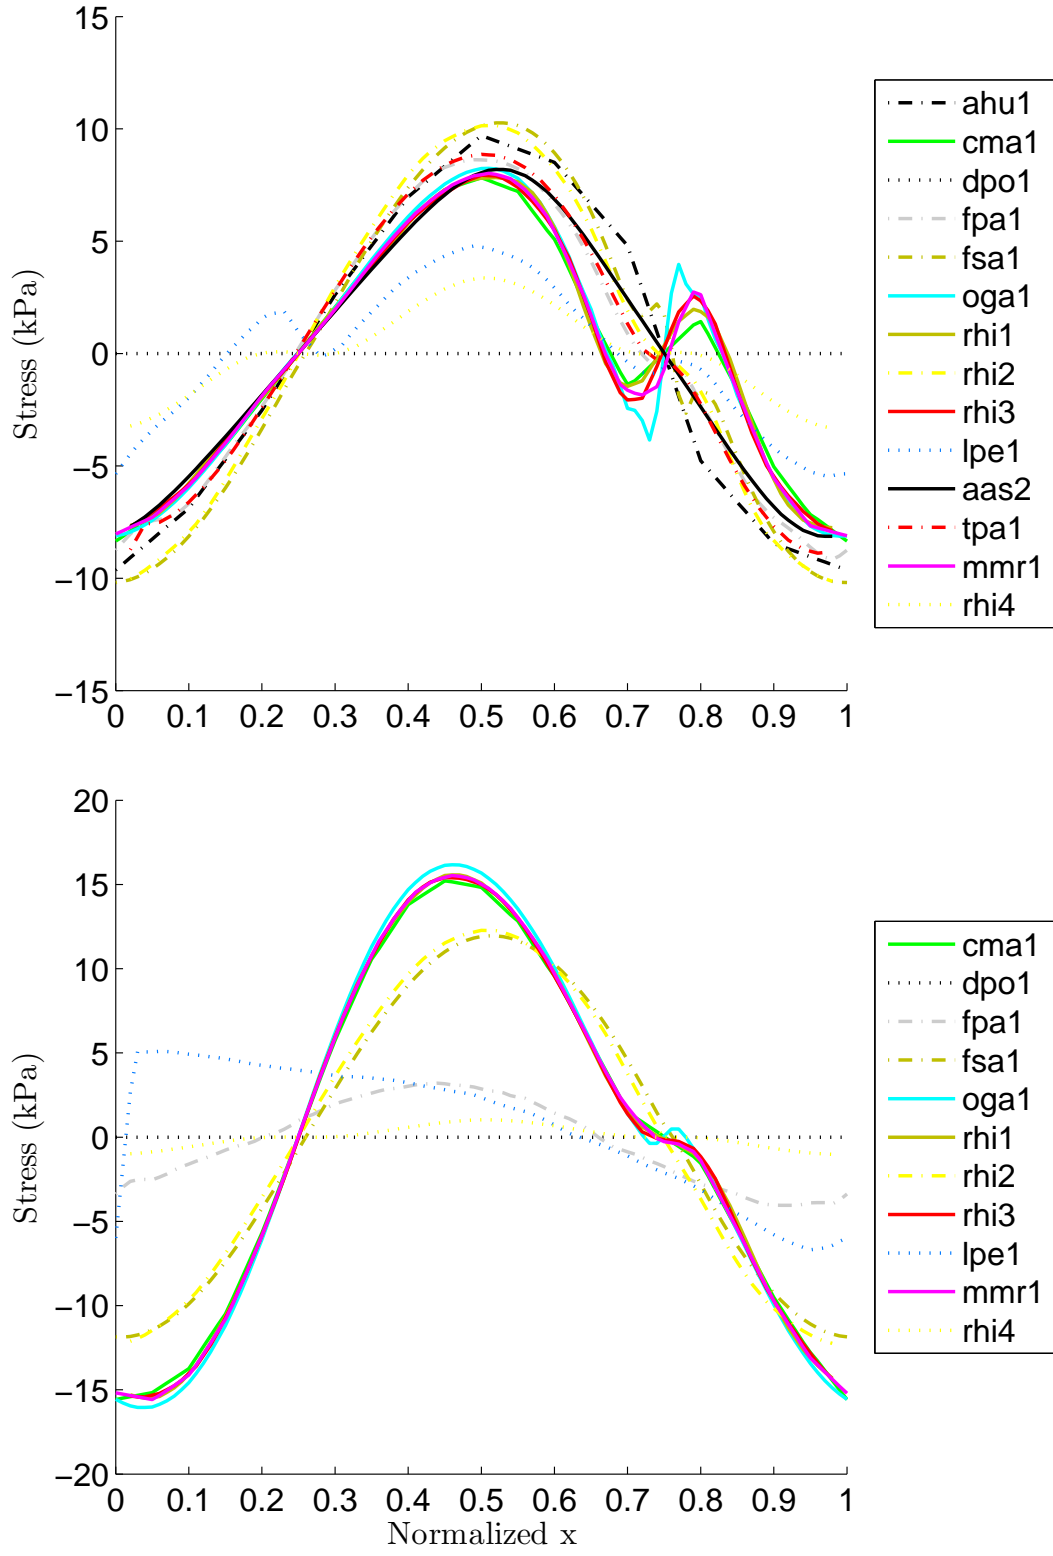 15
10
5
0
−5
−10
−15
Stress (kPa)
0 0.1 0.2 0.3 0.4 0.5 0.6 0.7 0.8 0.9 1
ahu1
cma1
dpo1
fpa1
fsa1
oga1
rhi1
rhi2
rhi3
lpe1
aas2
tpa1
mmr1
rhi4
20
15
10
5
0
−5
−10
−15
−20
Stress (kPa)
0 0.1 0.2 0.3 0.4 0.5 0.6 0.7 0.8 0.9 1
Normalized x
cma1
dpo1
fpa1
fsa1
oga1
rhi1
rhi2
rhi3
lpe1
mmr1
rhi4